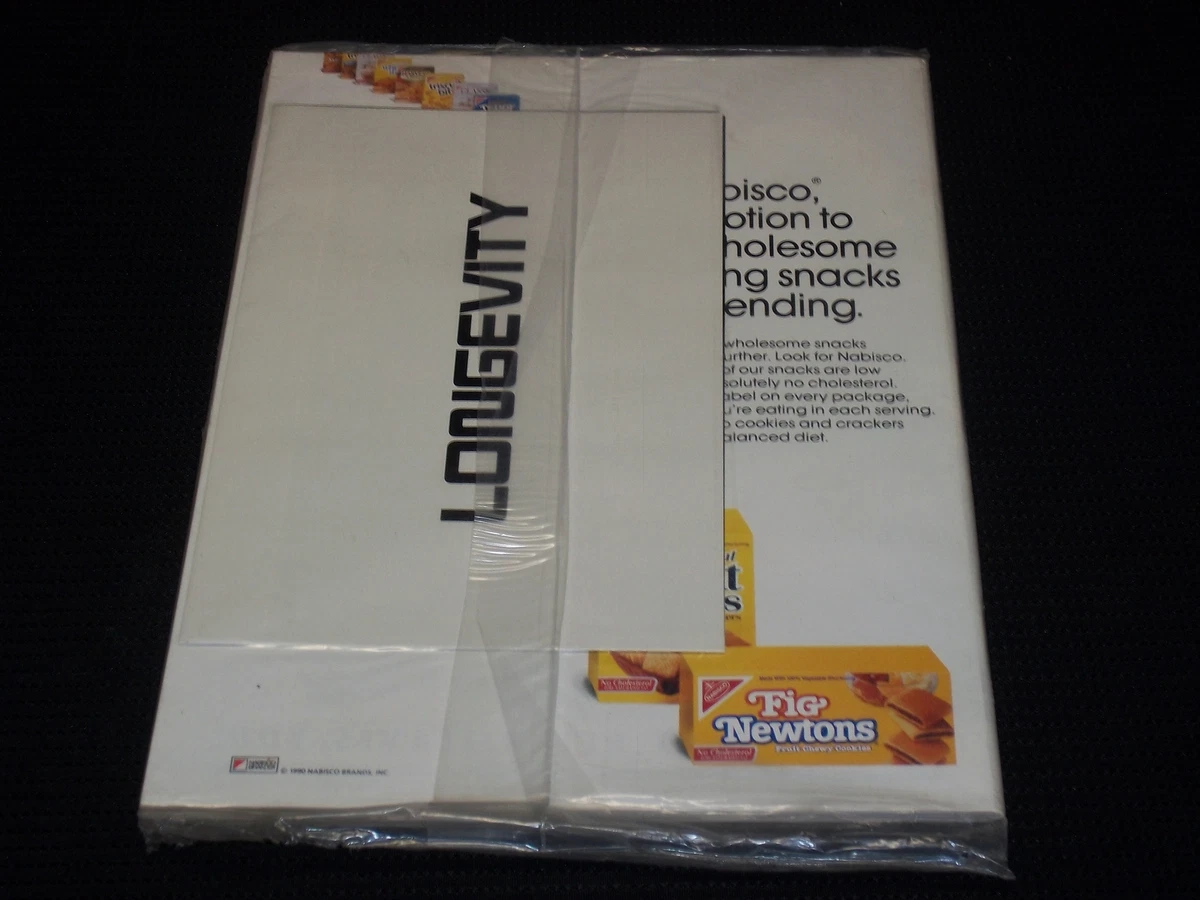 LONGEVITY
bisco,®
otion to
holesome
ng snacks
ending.
wholesome snacks
urther. Look for Nabisco.
of our snacks are low
solutely no cholesterol.
abel on every package,
u're eating in each serving.
o cookies and crackers
alanced diet.
t
s
No Cholesterol
NABISCO
Fig
Newtons
Fruit Chewy Cookies
No Cholesterol
© 1990 NABISCO BRANDS, INC.